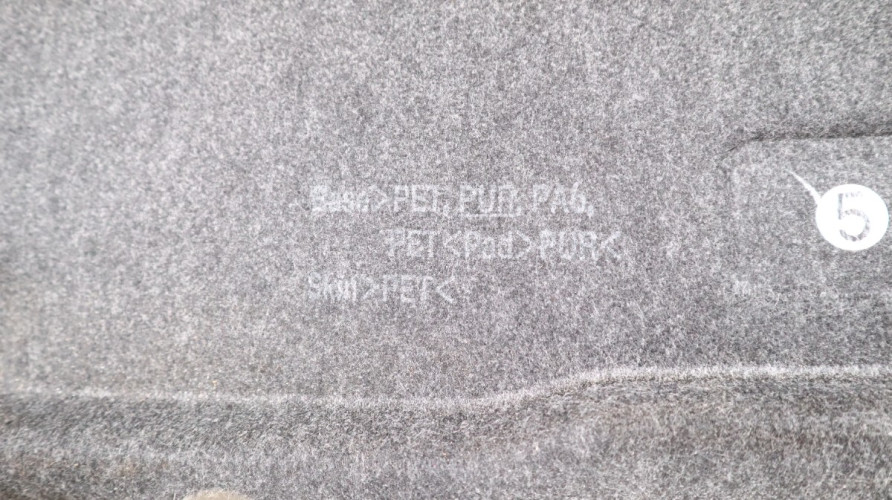 Base>PET, PUR, PA6,
PET<Pad>PUR<
Skin>PET<
5